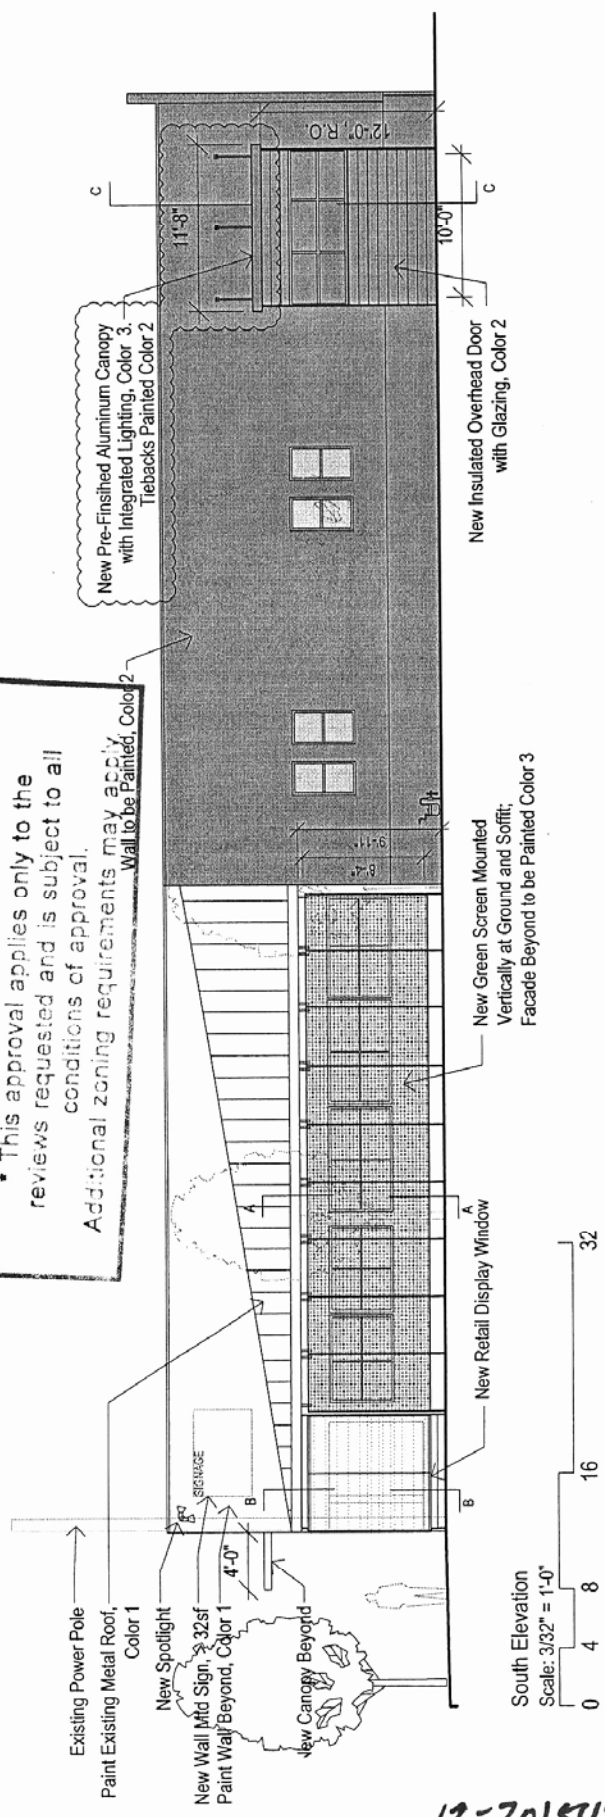 * This approval applies only to the
reviews requested and is subject to all
conditions of approval.
Additional zoning requirements may apply.
Existing Power Pole
Paint Existing Metal Roof,
Color 1
New Spotlight
New Wall Mtd Sign, 32sf
Paint Wall Beyond, Color 1
4'-0"
New Canopy Beyond
SIGNAGE
B
B
A
A
Wall to be Painted, Color 2
New Pre-Finsihed Aluminum Canopy
with Integrated Lighting, Color 3.
Tiebacks Painted Color 2
11'-8"
C
C
12'-0", R.O.
10'-0"
8'-4"
9'-11"
New Insulated Overhead Door
with Glazing, Color 2
New Green Screen Mounted
Vertically at Ground and Soffit;
Facade Beyond to be Painted Color 3
New Retail Display Window
South Elevation
Scale: 3/32" = 1'-0"
0
4
8
16
32